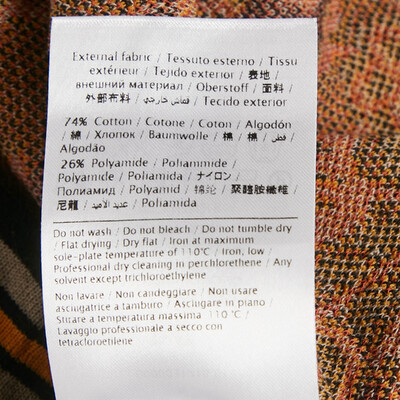 External fabric / Tessuto esterno / Tissu
extérieur / Tejido exterior / 表地 /
внешний материал / Oberstoff / 面料 /
外部布料 / قماش خارجي / Tecido exterior
74% Cotton / Cotone / Coton / Algodón
/ 綿 / Хлопок / Baumwolle / 棉 / 棉 / قطن /
Algodão
26% Polyamide / Poliammide /
Polyamide / Poliamida / ナイロン /
Полиамид / Polyamid / 锦纶 / 聚醯胺纖維 /
尼龍 / عديد الأميد / Poliamida
Do not wash / Do not bleach / Do not tumble dry
/ Flat drying / Dry flat / Iron at maximum
sole-plate temperature of 110°C / Iron, low /
Professional dry cleaning in perchlorethene / Any
solvent except trichloroethylene
Non lavare / Non candeggiare / Non usare
asciugatrice a tamburo / Asciugare in piano /
Stirare a temperatura massima 110°C /
Lavaggio professionale a secco con
tetracloroetilene